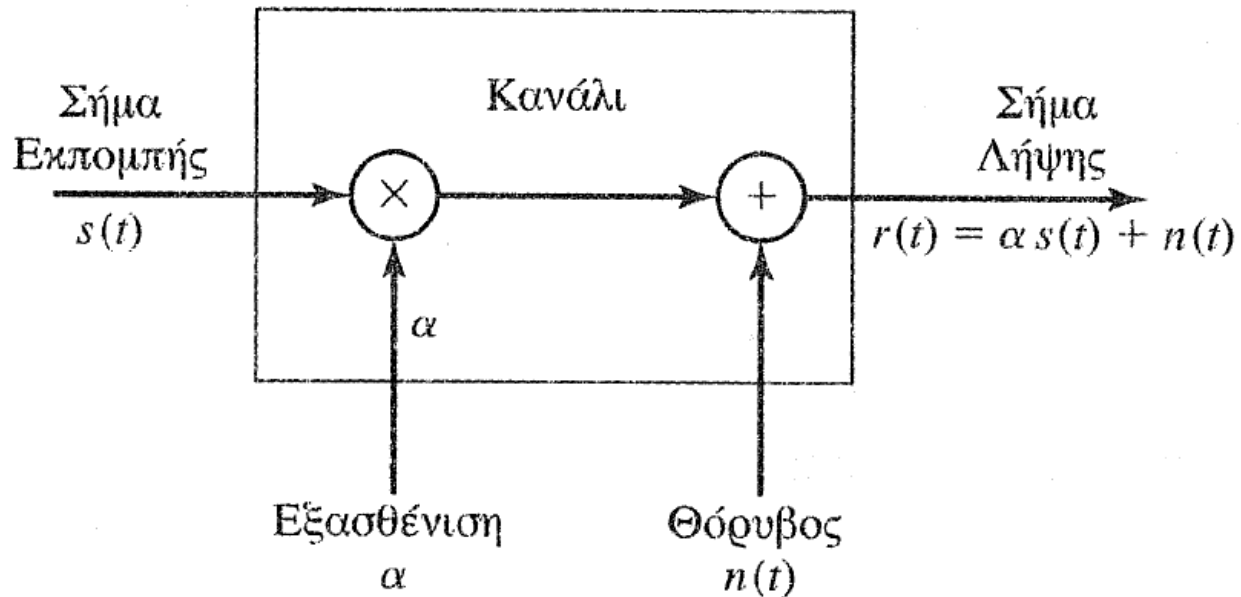 Κανάλι
Σήμα
Εκπομπής
s(t)
×
+
Σήμα
Λήψης
r(t) = α s(t) + n(t)
α
Εξασθένιση
α
Θόρυβος
n(t)